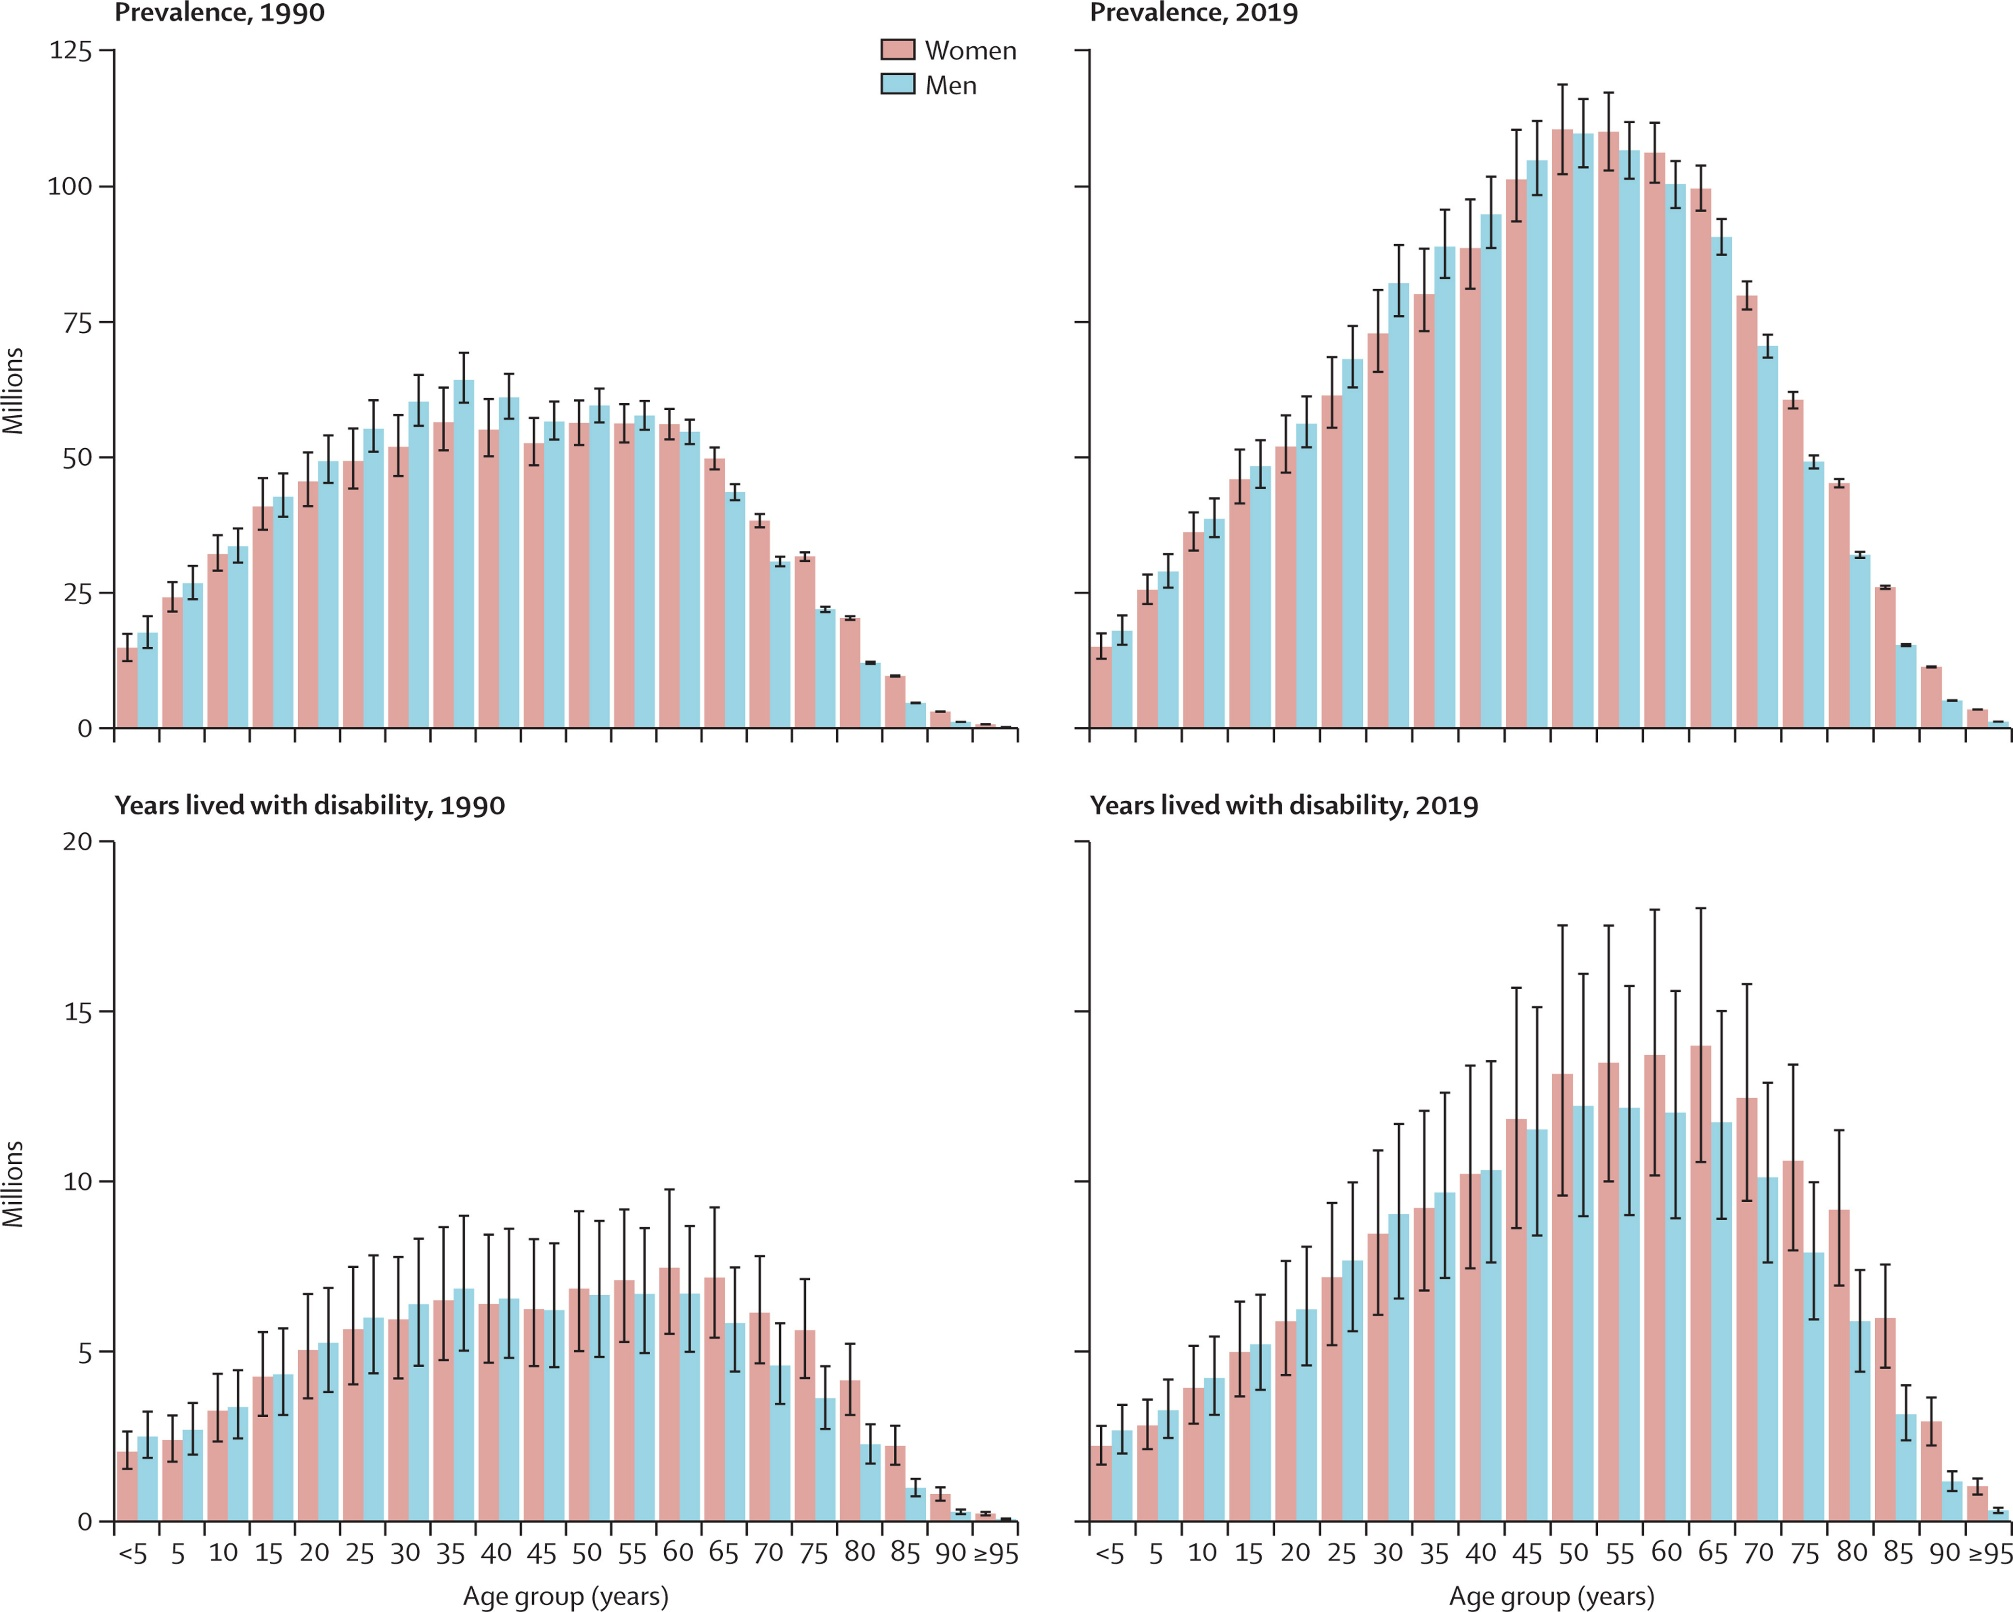 Prevalence, 1990
Prevalence, 2019
125
100
75
50
25
0
Millions
Women
Men
Years lived with disability, 1990
Years lived with disability, 2019
20
15
10
5
0
Millions
<5 5 10 15 20 25 30 35 40 45 50 55 60 65 70 75 80 85 90 ≥95
Age group (years)
<5 5 10 15 20 25 30 35 40 45 50 55 60 65 70 75 80 85 90 ≥95
Age group (years)